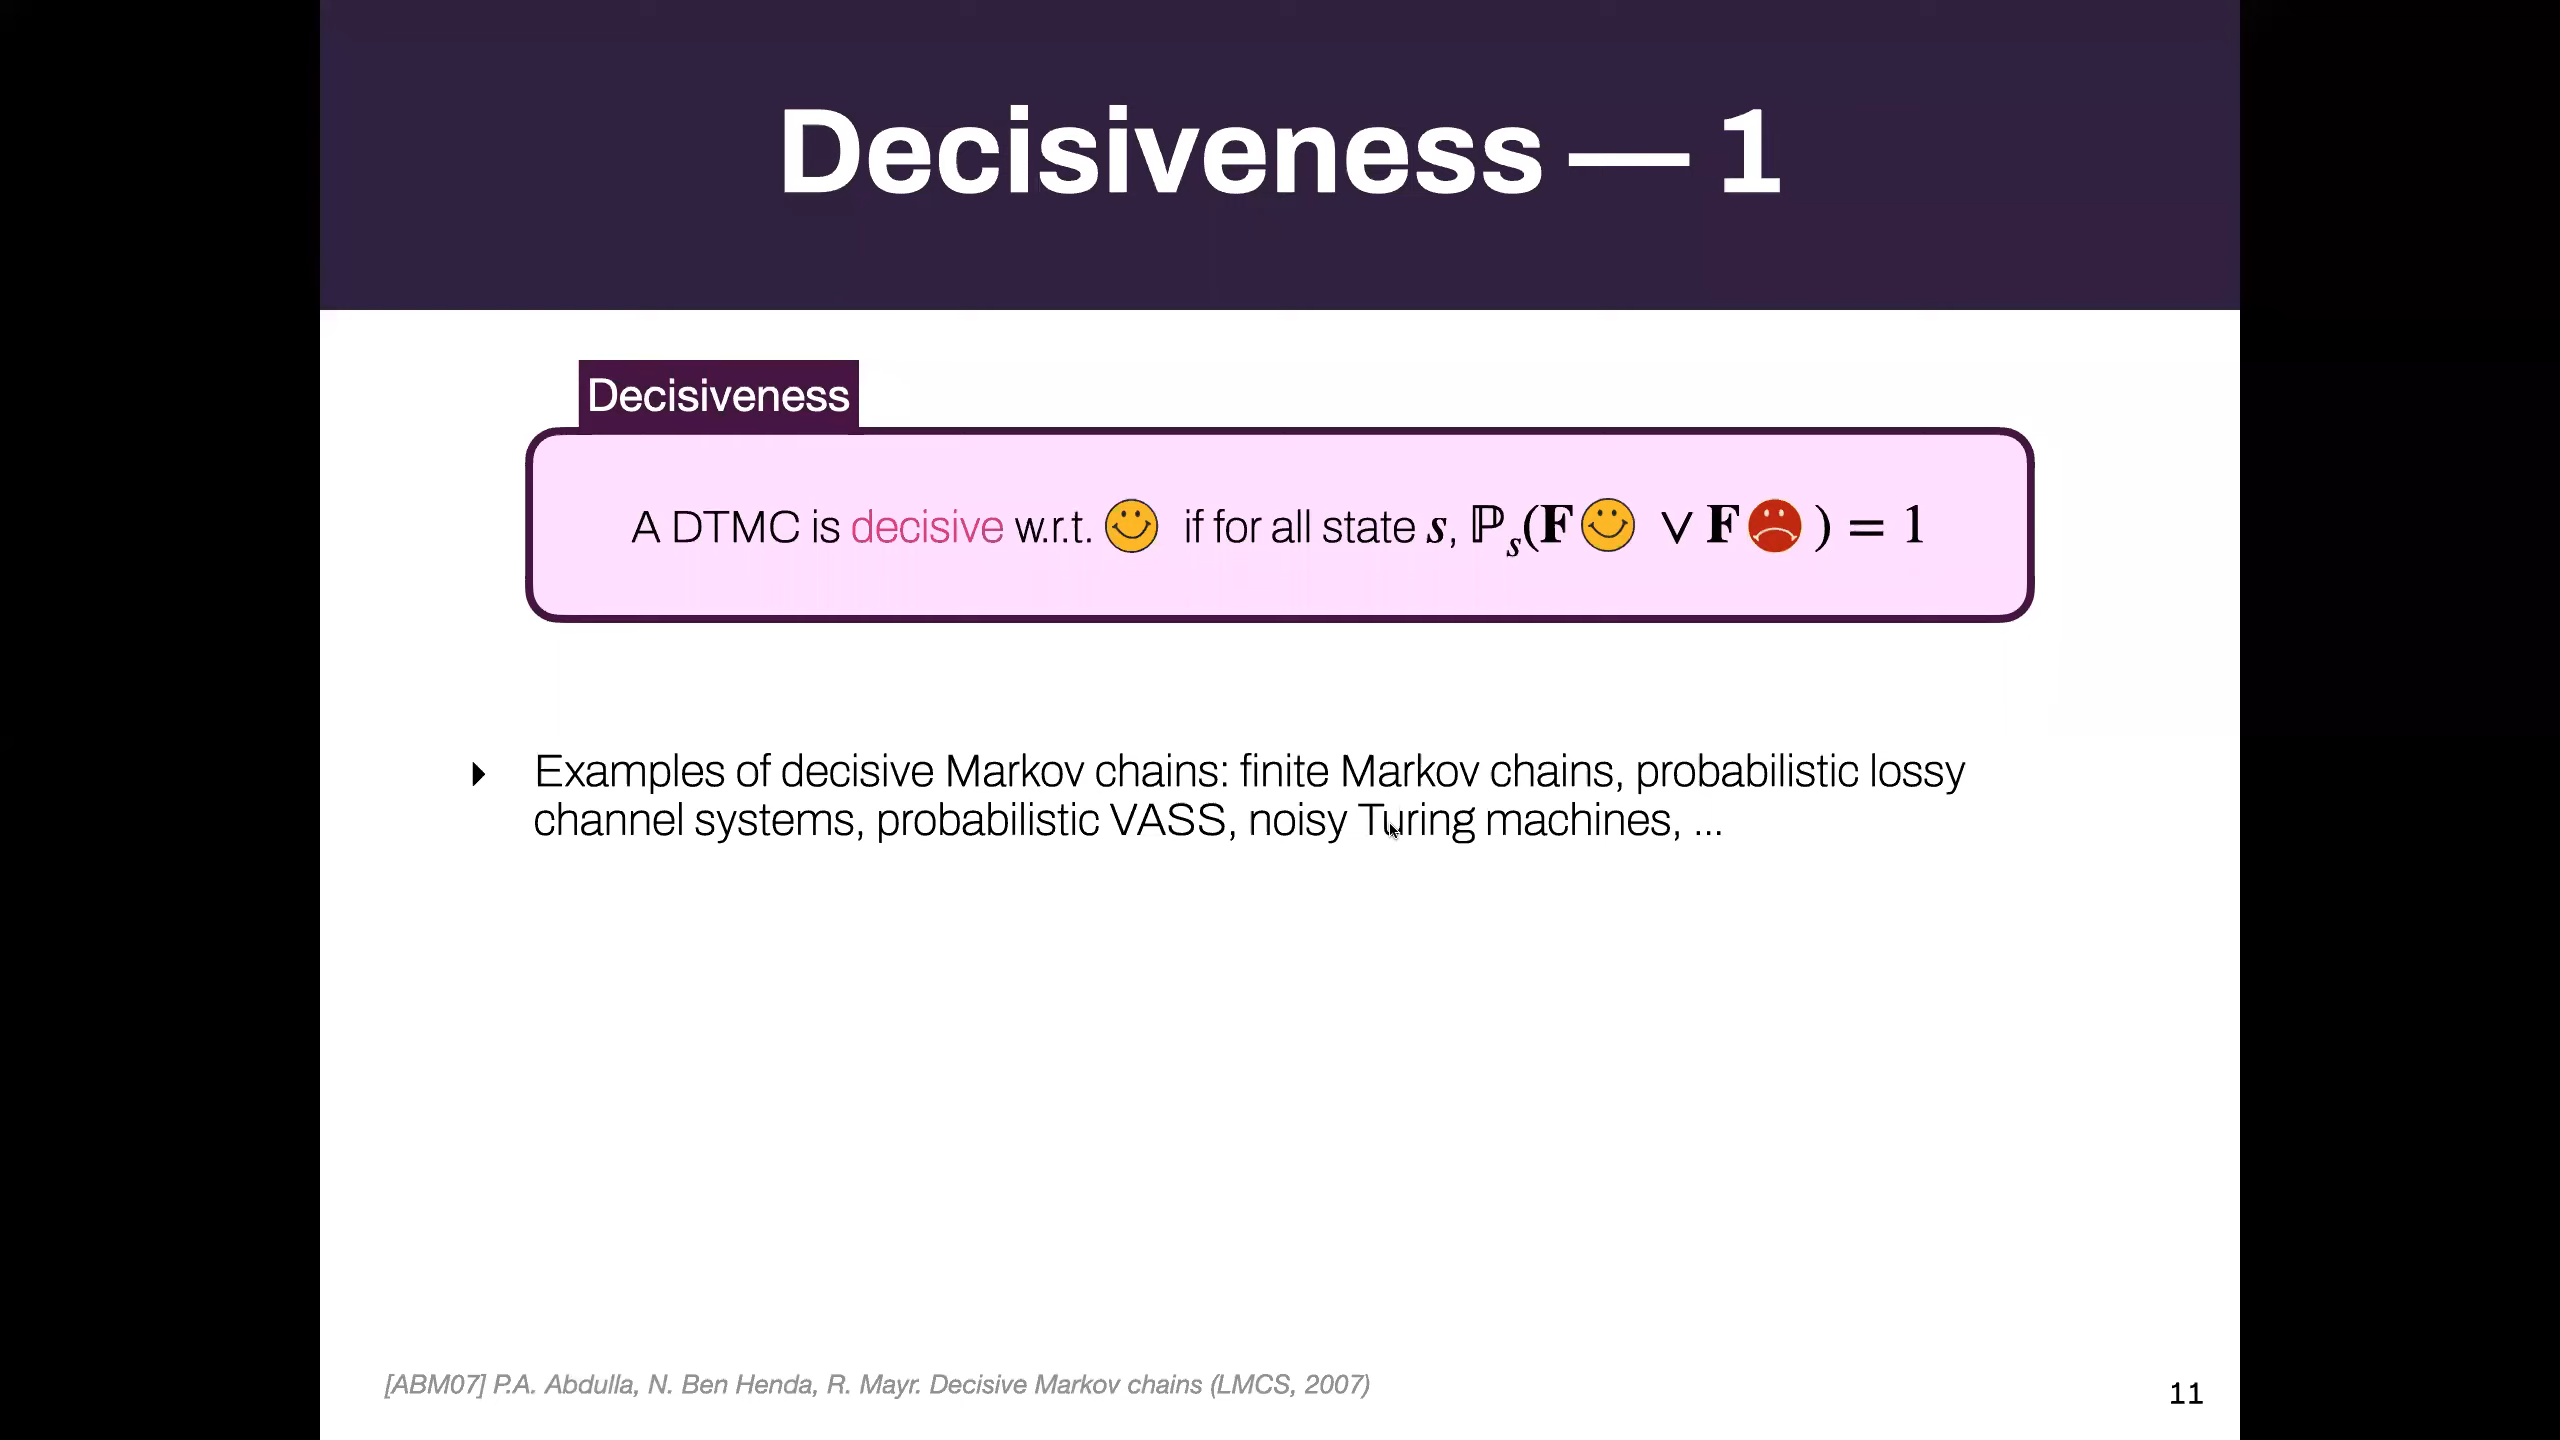 Decisiveness — 1
Decisiveness
A DTMC is decisive w.r.t. if for all state s, ℙs(F ∨ F ) = 1
Examples of decisive Markov chains: finite Markov chains, probabilistic lossy
channel systems, probabilistic VASS, noisy Turing machines, ...
[ABM07] P.A. Abdulla, N. Ben Henda, R. Mayr. Decisive Markov chains (LMCS, 2007)
11